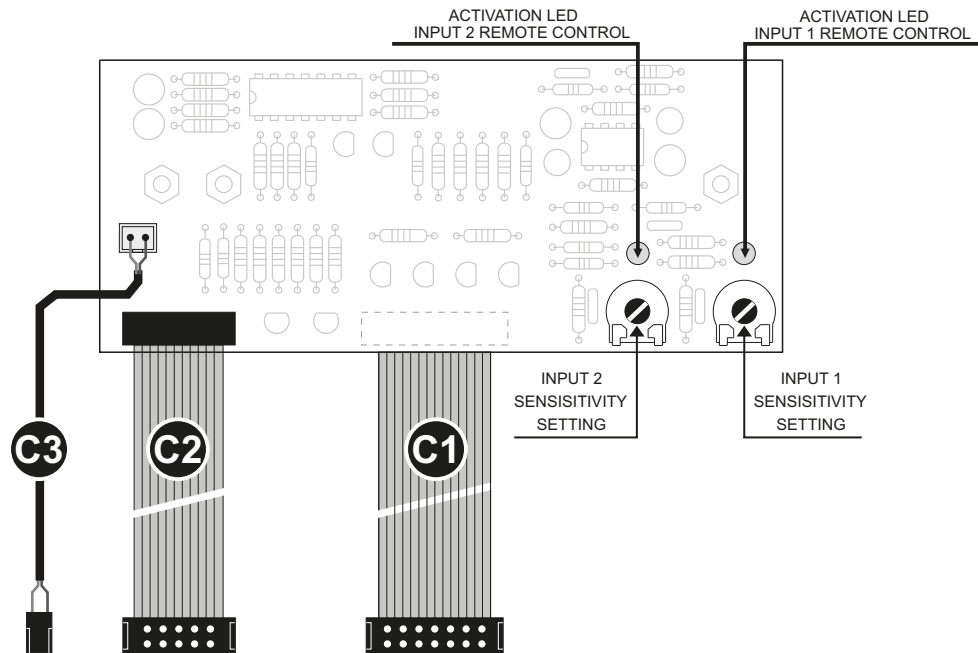 ACTIVATION LED
INPUT 2 REMOTE CONTROL
ACTIVATION LED
INPUT 1 REMOTE CONTROL
INPUT 2
SENSISITIVITY
SETTING
INPUT 1
SENSISITIVITY
SETTING
C3
C2
C1